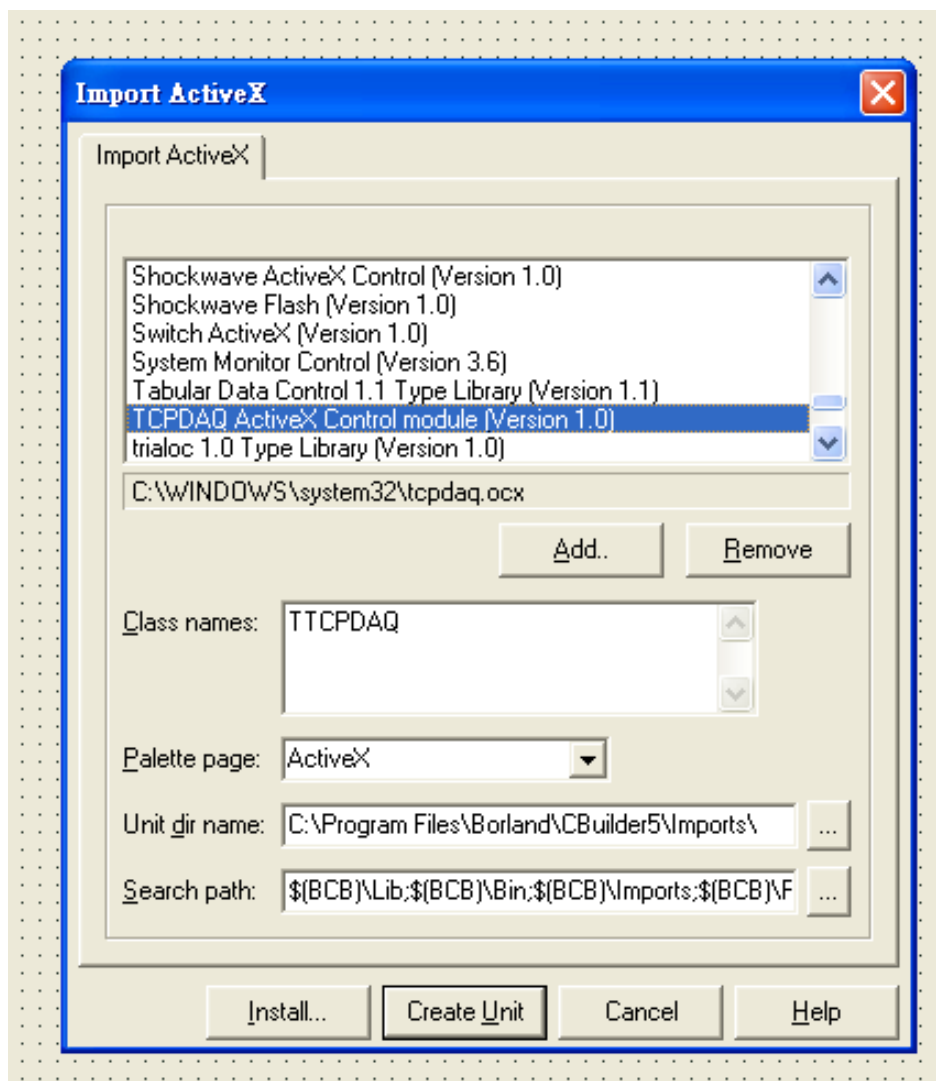 Import ActiveX
Import ActiveX
Shockwave ActiveX Control (Version 1.0)
Shockwave Flash (Version 1.0)
Switch ActiveX (Version 1.0)
System Monitor Control (Version 3.6)
Tabular Data Control 1.1 Type Library (Version 1.1)
TCPDAQ ActiveX Control module (Version 1.0)
trialoc 1.0 Type Library (Version 1.0)
C:\WINDOWS\system32\tcpdaq.ocx
Add..
Remove
Class names:
TTCPDAQ
Palette page:
ActiveX
Unit dir name:
C:\Program Files\Borland\CBuilder5\Imports\
...
Search path:
$(BCB)\Lib;$(BCB)\Bin;$(BCB)\Imports;$(BCB)\F
...
Install...
Create Unit
Cancel
Help